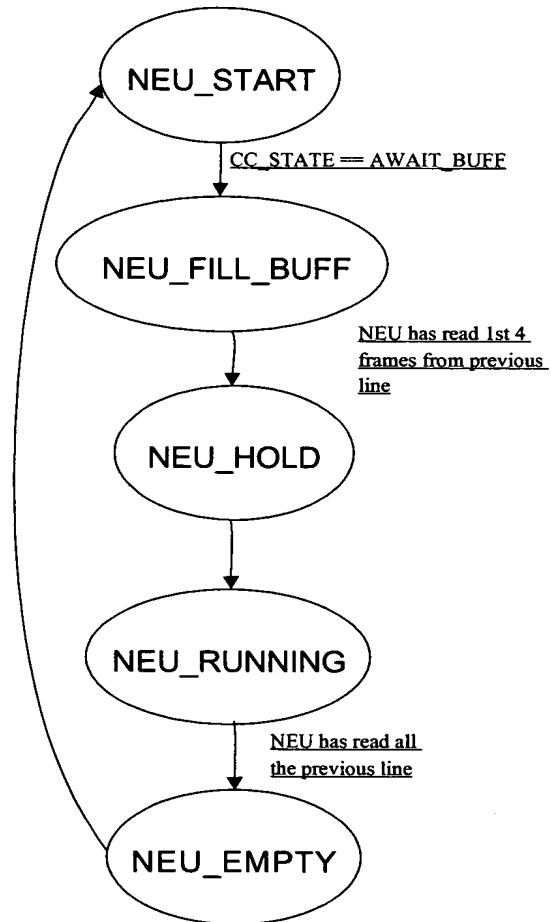 NEU_START
CC_STATE == AWAIT_BUFF
NEU_FILL_BUFF
NEU has read 1st 4
frames from previous
line
NEU_HOLD
NEU_RUNNING
NEU has read all
the previous line
NEU_EMPTY